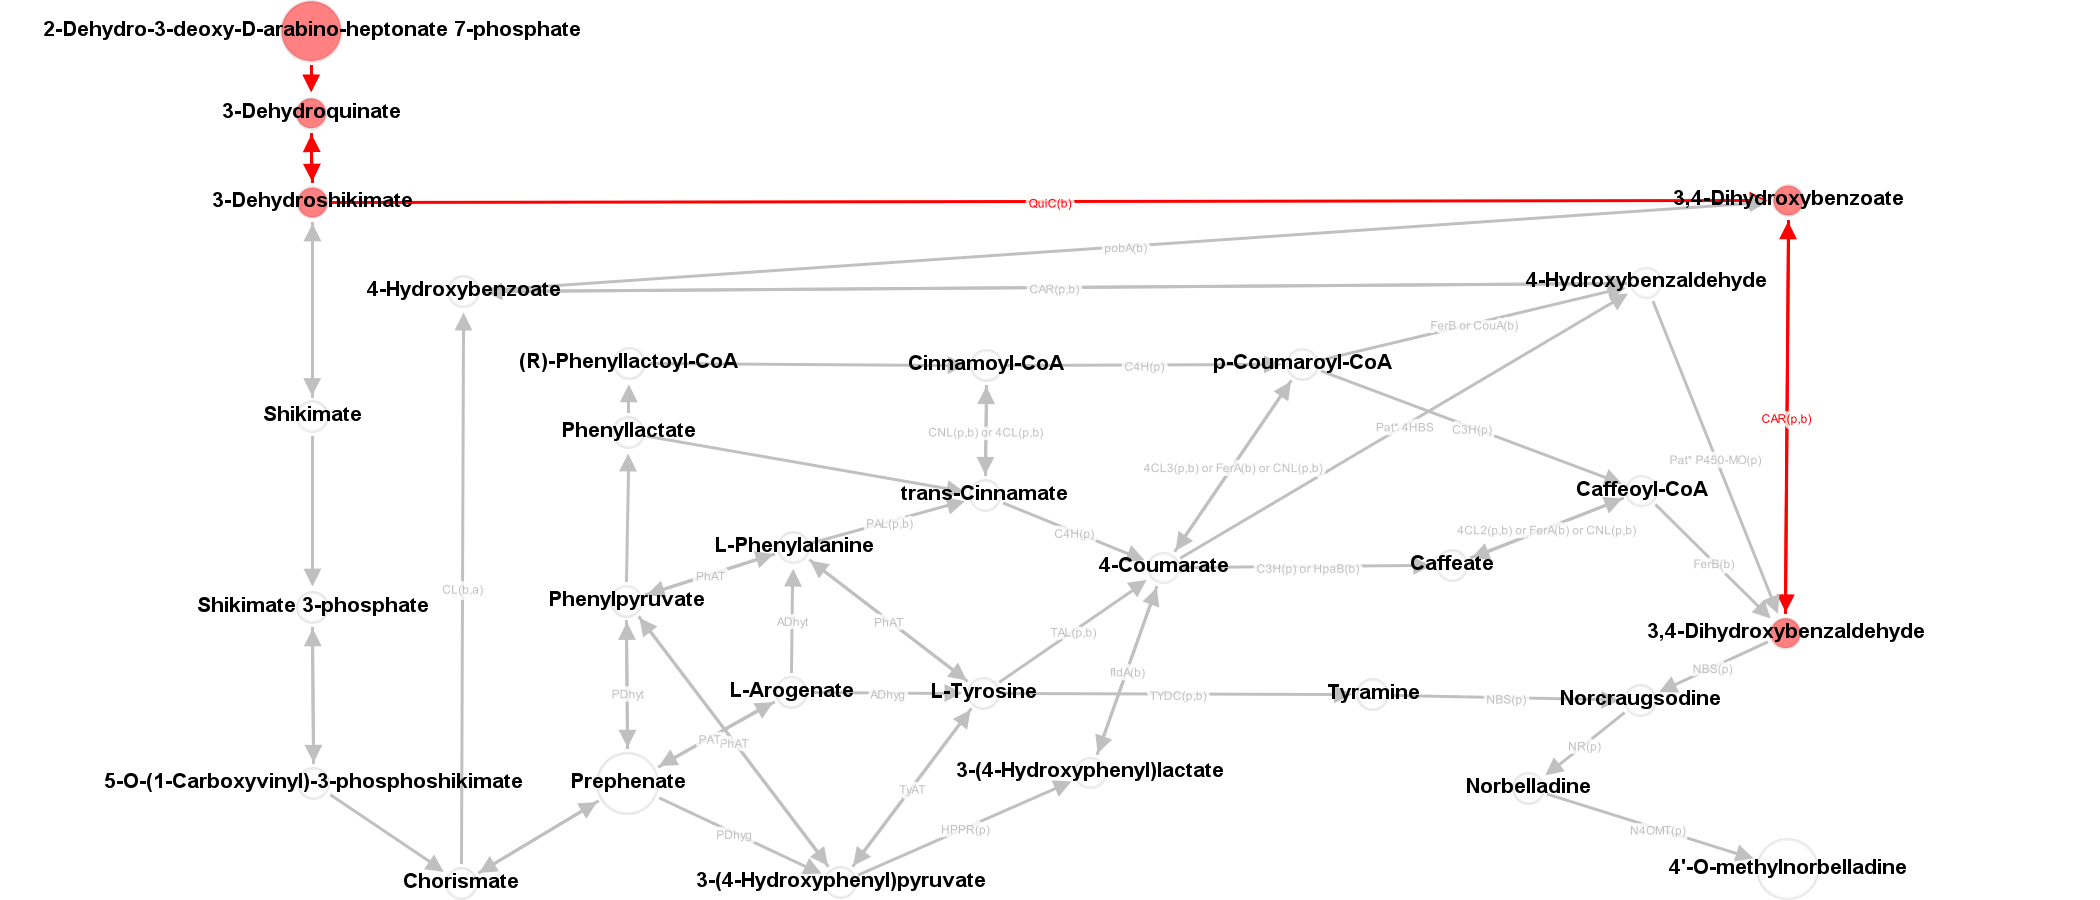 2-Dehydro-3-deoxy-D-arabino-heptonate 7-phosphate
3-Dehydroquinate
3-Dehydroshikimate
QuiC(b)
3,4-Dihydroxybenzoate
pobA(b)
4-Hydroxybenzoate
CAR(p,b)
4-Hydroxybenzaldehyde
FerB or CouA(b)
(R)-Phenyllactoyl-CoA
Cinnamoyl-CoA
C4H(p)
p-Coumaroyl-CoA
Shikimate
Phenyllactate
CNL(p,b) or 4CL(p,b)
Pat* 4HBS
C3H(p)
CAR(p,b)
4CL3(p,b) or FerA(b) or CNL(p,b)
Pat* P450-MO(p)
trans-Cinnamate
Caffeoyl-CoA
PAL(p,b)
C4H(p)
4CL2(p,b) or FerA(b) or CNL(p,b)
L-Phenylalanine
4-Coumarate
C3H(p) or HpaB(b)
Caffeate
FerB(b)
PhAT
CL(b,a)
Shikimate 3-phosphate
Phenylpyruvate
ADhyt
PhAT
TAL(p,b)
3,4-Dihydroxybenzaldehyde
fldA(b)
NBS(p)
PDhyt
L-Arogenate
ADhyg
L-Tyrosine
TYDC(p,b)
Tyramine
NBS(p)
Norcraugsodine
PAT
PhAT
NR(p)
5-O-(1-Carboxyvinyl)-3-phosphoshikimate
Prephenate
TyAT
3-(4-Hydroxyphenyl)lactate
Norbelladine
PDhyg
HPPR(p)
N4OMT(p)
Chorismate
3-(4-Hydroxyphenyl)pyruvate
4'-O-methylnorbelladine